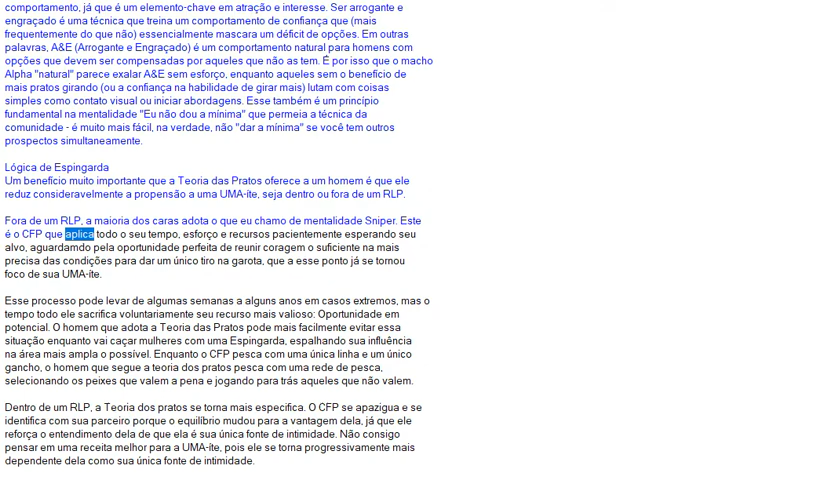 comportamento, já que é um elemento-chave em atração e interesse. Ser arrogante e
engraçado é uma técnica que treina um comportamento de confiança que (mais
frequentemente do que não) essencialmente mascara um déficit de opções. Em outras
palavras, A&E (Arrogante e Engraçado) é um comportamento natural para homens com
opções que devem ser compensadas por aqueles que não as tem. É por isso que o macho
Alpha "natural" parece exalar A&E sem esforço, enquanto aqueles sem o benefício de
mais pratos girando (ou a confiança na habilidade de girar mais) lutam com coisas
simples como contato visual ou iniciar abordagens. Esse também é um princípio
fundamental na mentalidade "Eu não dou a mínima" que permeia a técnica da
comunidade - é muito mais fácil, na verdade, não "dar a mínima" se você tem outros
prospectos simultaneamente.
Lógica de Espingarda
Um benefício muito importante que a Teoria das Pratos oferece a um homem é que ele
reduz consideravelmente a propensão a uma UMA-ite, seja dentro ou fora de um RLP.
Fora de um RLP, a maioria dos caras adota o que eu chamo de mentalidade Sniper. Este
é o CFP que aplica todo o seu tempo, esforço e recursos pacientemente esperando seu
alvo, aguardamdo pela oportunidade perfeita de reunir coragem o suficiente na mais
precisa das condições para dar um único tiro na garota, que a esse ponto já se tornou
foco de sua UMA-ite.
Esse processo pode levar de algumas semanas a alguns anos em casos extremos, mas o
tempo todo ele sacrifica voluntariamente seu recurso mais valioso: Oportunidade em
potencial. O homem que adota a Teoria das Pratos pode mais facilmente evitar essa
situação enquanto vai caçar mulheres com uma Espingarda, espalhando sua influência
na área mais ampla o possível. Enquanto o CFP pesca com uma única linha e um único
gancho, o homem que segue a teoria dos pratos pesca com uma rede de pesca,
selecionando os peixes que valem a pena e jogando para trás aqueles que não valem.
Dentro de um RLP, a Teoria dos pratos se torna mais especifica. O CFP se apazigua e se
identifica com sua parceiro porque o equilíbrio mudou para a vantagem dela, já que ele
reforça o entendimento dela de que ela é sua única fonte de intimidade. Não consigo
pensar em uma receita melhor para a UMA-ite, pois ele se torna progressivamente mais
dependente dela como sua única fonte de intimidade.